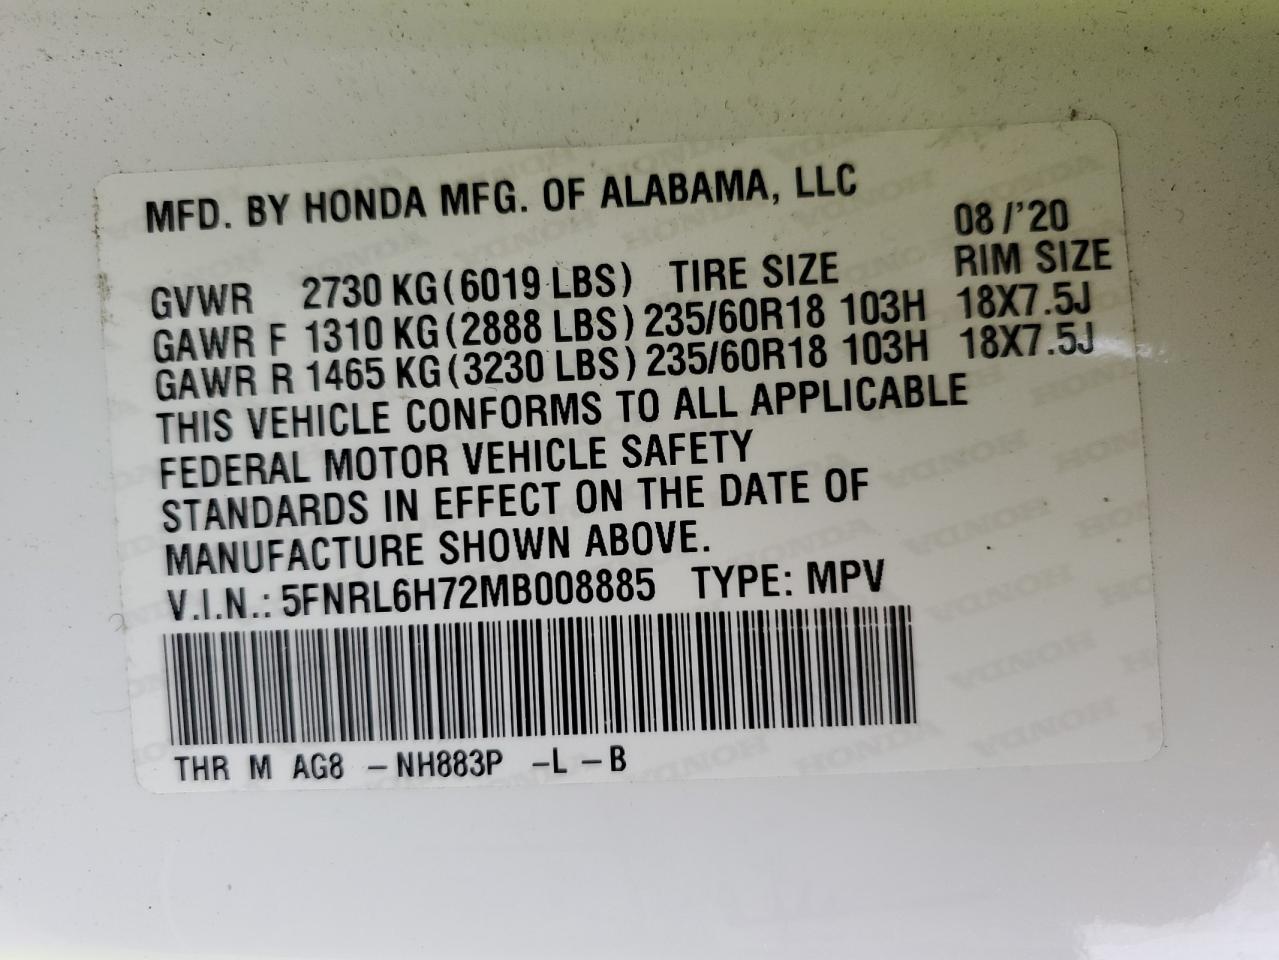 MFD. BY HONDA MFG. OF ALABAMA, LLC
08/'20
GVWR 2730 KG(6019 LBS) TIRE SIZE RIM SIZE
GAWR F 1310 KG(2888 LBS) 235/60R18 103H 18X7.5J
GAWR R 1465 KG(3230 LBS) 235/60R18 103H 18X7.5J
THIS VEHICLE CONFORMS TO ALL APPLICABLE
FEDERAL MOTOR VEHICLE SAFETY
STANDARDS IN EFFECT ON THE DATE OF
MANUFACTURE SHOWN ABOVE.
V.I.N.: 5FNRL6H72MB008885 TYPE: MPV
THR M AG8 -NH883P -L -B